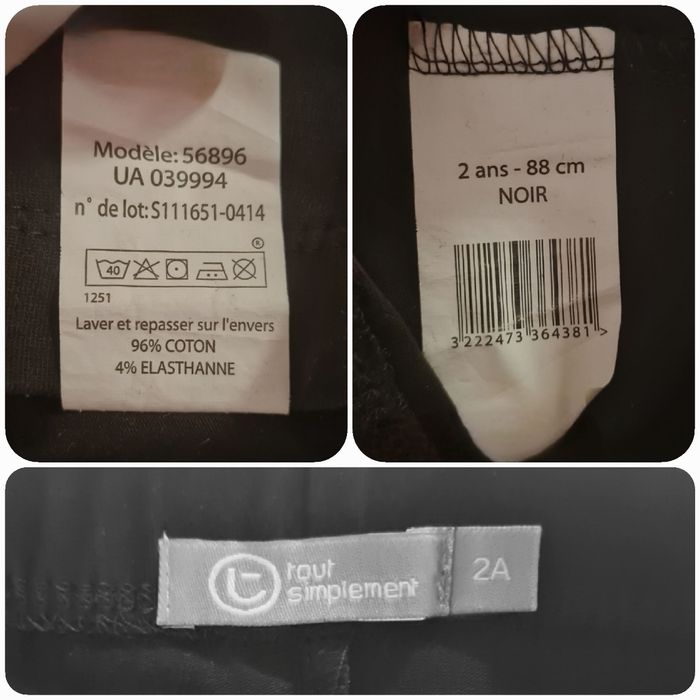 Modèle: 56896
UA 039994
n° de lot: S111651-0414
®
40
1251
Laver et repasser sur l'envers
96% COTON
4% ELASTHANNE
2 ans - 88 cm
NOIR
3 222473 364381 >
t
tout
simplement
2A